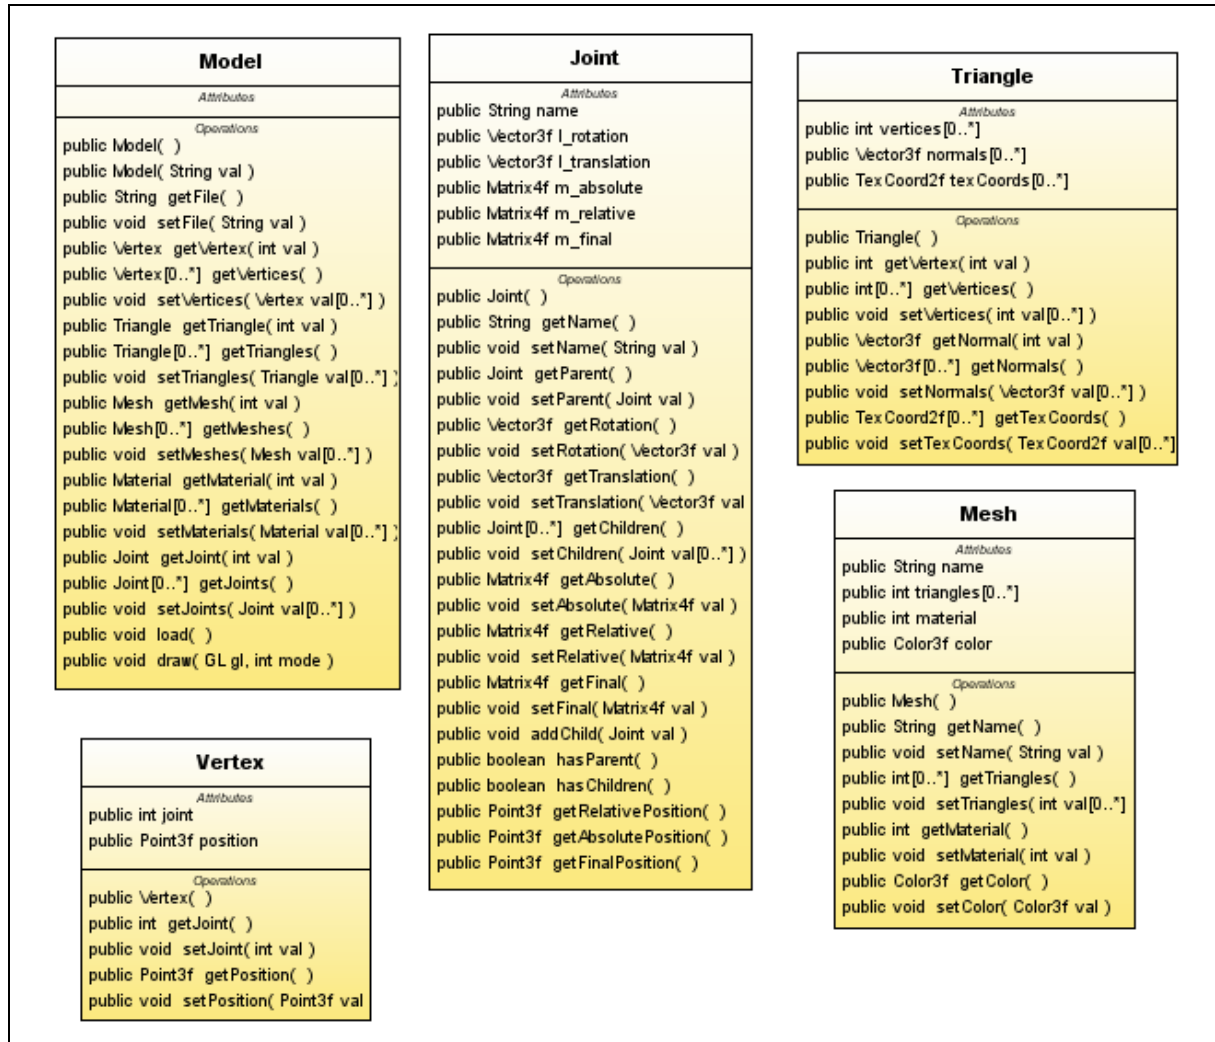 Model
Attributes
Operations
public Model( )
public Model( String val )
public String getFile( )
public void setFile( String val )
public Vertex getVertex( int val )
public Vertex[0..*] getVertices( )
public void setVertices( Vertex val[0..*] )
public Triangle getTriangle( int val )
public Triangle[0..*] getTriangles( )
public void setTriangles( Triangle val[0..*] )
public Mesh getMesh( int val )
public Mesh[0..*] getMeshes( )
public void setMeshes( Mesh val[0..*] )
public Material getMaterial( int val )
public Material[0..*] getMaterials( )
public void setMaterials( Material val[0..*] )
public Joint getJoint( int val )
public Joint[0..*] getJoints( )
public void setJoints( Joint val[0..*] )
public void load( )
public void draw( GL gl, int mode )
Vertex
Attributes
public int joint
public Point3f position
Operations
public Vertex( )
public int getJoint( )
public void setJoint( int val )
public Point3f getPosition( )
public void setPosition( Point3f val
Joint
Attributes
public String name
public Vector3f l_rotation
public Vector3f l_translation
public Matrix4f m_absolute
public Matrix4f m_relative
public Matrix4f m_final
Operations
public Joint( )
public String getName( )
public void setName( String val )
public Joint getParent( )
public void setParent( Joint val )
public Vector3f getRotation( )
public void setRotation( Vector3f val )
public Vector3f getTranslation( )
public void setTranslation( Vector3f val
public Joint[0..*] getChildren( )
public void setChildren( Joint val[0..*] )
public Matrix4f getAbsolute( )
public void setAbsolute( Matrix4f val )
public Matrix4f getRelative( )
public void setRelative( Matrix4f val )
public Matrix4f getFinal( )
public void setFinal( Matrix4f val )
public void addChild( Joint val )
public boolean hasParent( )
public boolean hasChildren( )
public Point3f getRelativePosition( )
public Point3f getAbsolutePosition( )
public Point3f getFinalPosition( )
Triangle
Attributes
public int vertices[0..*]
public Vector3f normals[0..*]
public TexCoord2f texCoords[0..*]
Operations
public Triangle( )
public int getVertex( int val )
public int[0..*] getVertices( )
public void setVertices( int val[0..*] )
public Vector3f getNormal( int val )
public Vector3f[0..*] getNormals( )
public void setNormals( Vector3f val[0..*] )
public TexCoord2f[0..*] getTexCoords( )
public void setTexCoords( TexCoord2f val[0..*]
Mesh
Attributes
public String name
public int triangles[0..*]
public int material
public Color3f color
Operations
public Mesh( )
public String getName( )
public void setName( String val )
public int[0..*] getTriangles( )
public void setTriangles( int val[0..*]
public int getMaterial( )
public void setMaterial( int val )
public Color3f getColor( )
public void setColor( Color3f val )